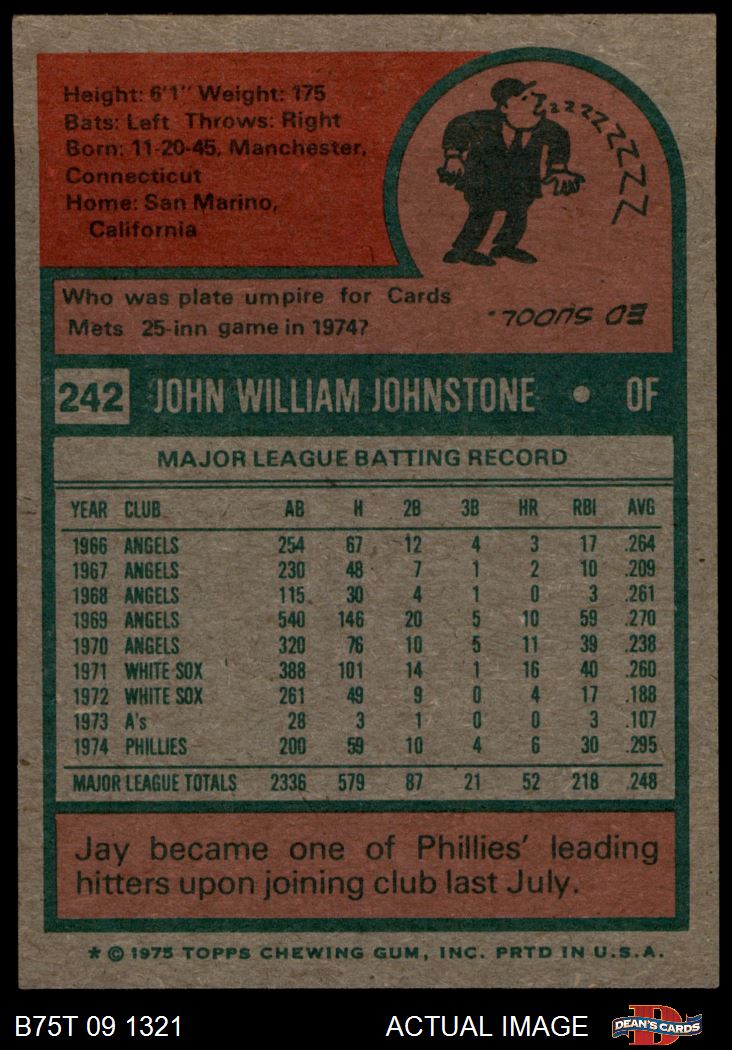 Height: 6'1" Weight: 175
Bats: Left Throws: Right
Born: 11-20-45, Manchester,
Connecticut
Home: San Marino,
California
ZZZZZZZZZ
Who was plate umpire for Cards
Mets 25-inn game in 1974?
ED SUDOL.
242 JOHN WILLIAM JOHNSTONE • OF
MAJOR LEAGUE BATTING RECORD
YEAR CLUB AB H 2B 3B HR RBI AVG
1966 ANGELS 254 67 12 4 3 17 .264
1967 ANGELS 230 48 7 1 2 10 .209
1968 ANGELS 115 30 4 1 0 3 .261
1969 ANGELS 540 146 20 5 10 59 .270
1970 ANGELS 320 76 10 5 11 39 .238
1971 WHITE SOX 388 101 14 1 16 40 .260
1972 WHITE SOX 261 49 9 0 4 17 .188
1973 A's 28 3 1 0 0 3 .107
1974 PHILLIES 200 59 10 4 6 30 .295
MAJOR LEAGUE TOTALS 2336 579 87 21 52 218 .248
Jay became one of Phillies' leading
hitters upon joining club last July.
* © 1975 TOPPS CHEWING GUM, INC. PRTD IN U.S.A.
B75T 09 1321 ACTUAL IMAGE D DEAN'S CARDS